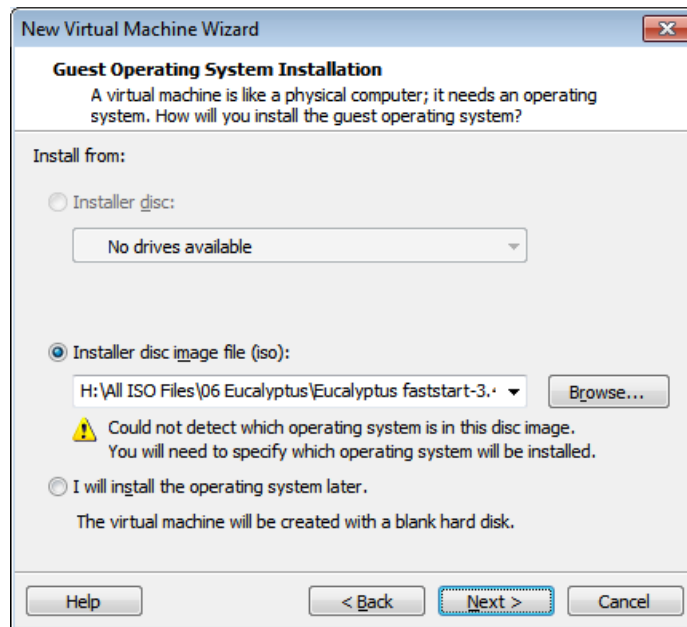 New Virtual Machine Wizard
Guest Operating System Installation
A virtual machine is like a physical computer; it needs an operating
system. How will you install the guest operating system?
Install from:
Installer disc:
No drives available
Installer disc image file (iso):
H:\All ISO Files\06 Eucalyptus\Eucalyptus faststart-3.4
Browse...
Could not detect which operating system is in this disc image.
You will need to specify which operating system will be installed.
I will install the operating system later.
The virtual machine will be created with a blank hard disk.
Help
< Back
Next >
Cancel